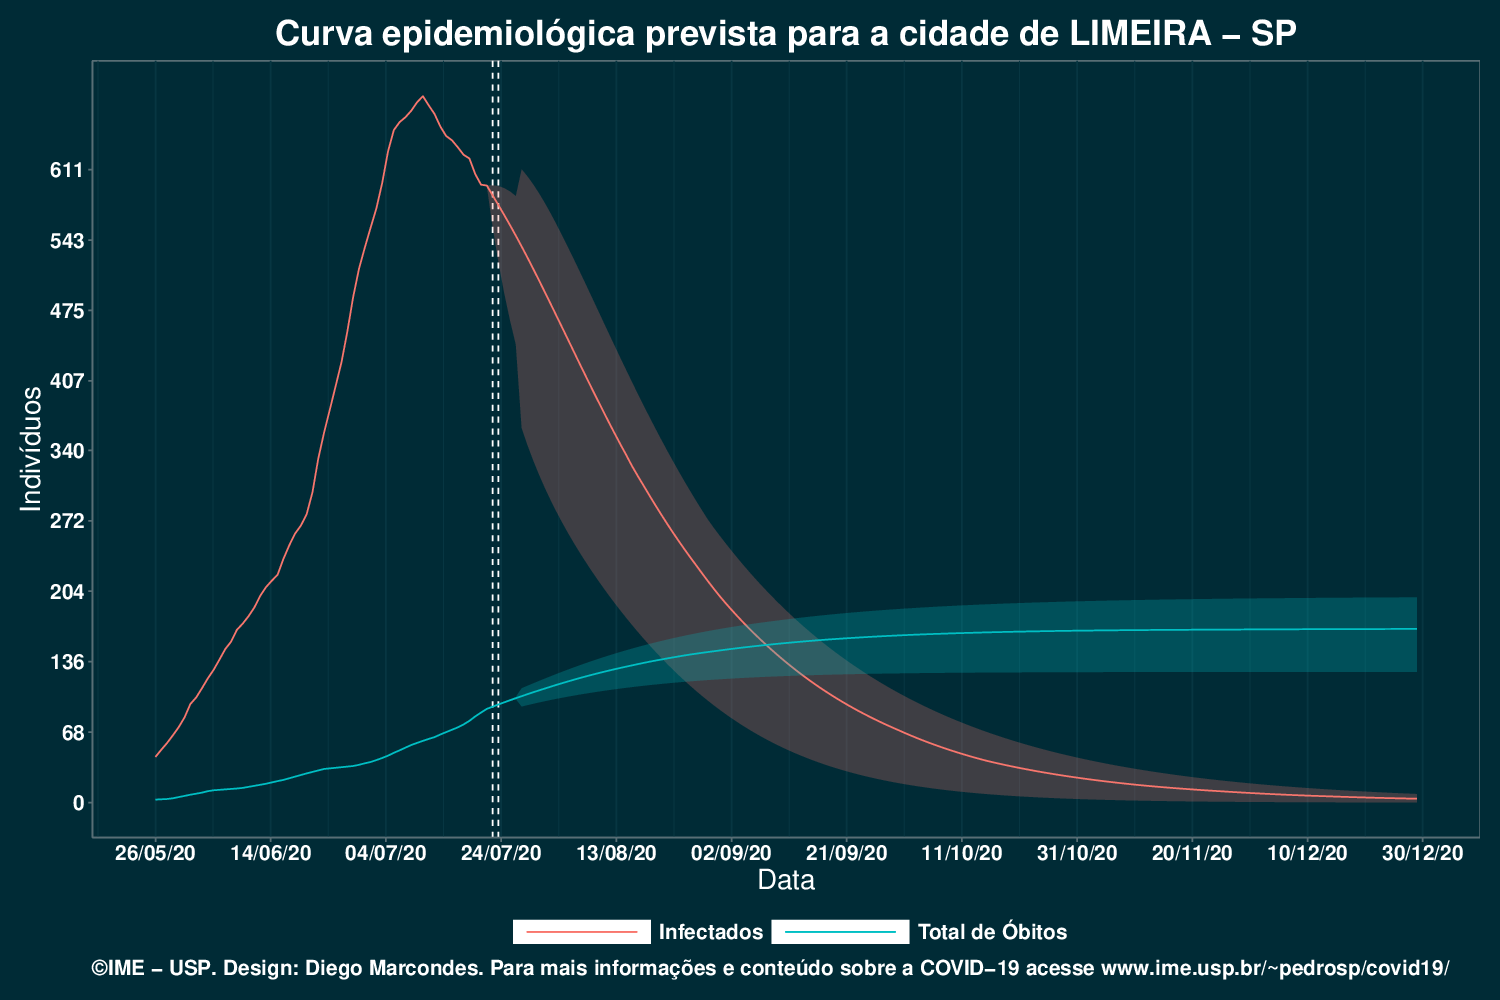 Curva epidemiológica prevista para a cidade de LIMEIRA – SP
Indivíduos
611
543
475
407
340
272
204
136
68
0
26/05/20 14/06/20 04/07/20 24/07/20 13/08/20 02/09/20 21/09/20 11/10/20 31/10/20 20/11/20 10/12/20 30/12/20
Data
Infectados Total de Óbitos
©IME – USP. Design: Diego Marcondes. Para mais informações e conteúdo sobre a COVID–19 acesse www.ime.usp.br/~pedrosp/covid19/